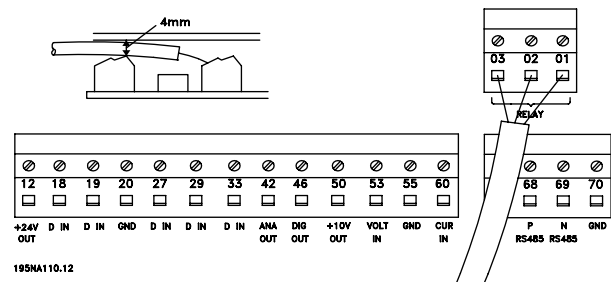 4mm
03 02 01
RELAY
12 18 19 20 27 29 33 42 46 50 53 55 60
+24V OUT D IN D IN GND D IN D IN D IN ANA OUT DIG OUT +10V OUT VOLT IN GND CUR IN
68 69 70
P RS485 N RS485 GND
195NA110.12